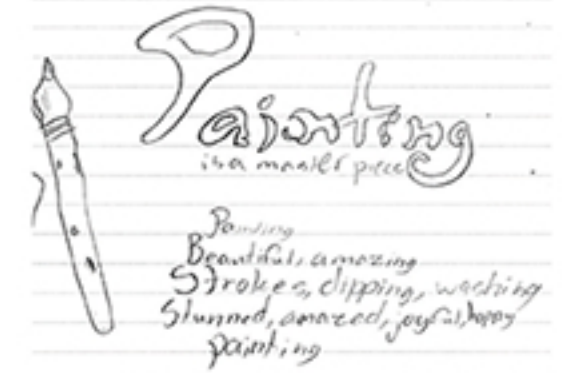 Painting
is a master piece
Painting
Beautiful, amazing
Strokes, dipping, washing
Stunned, amazed, joyful, happy
painting